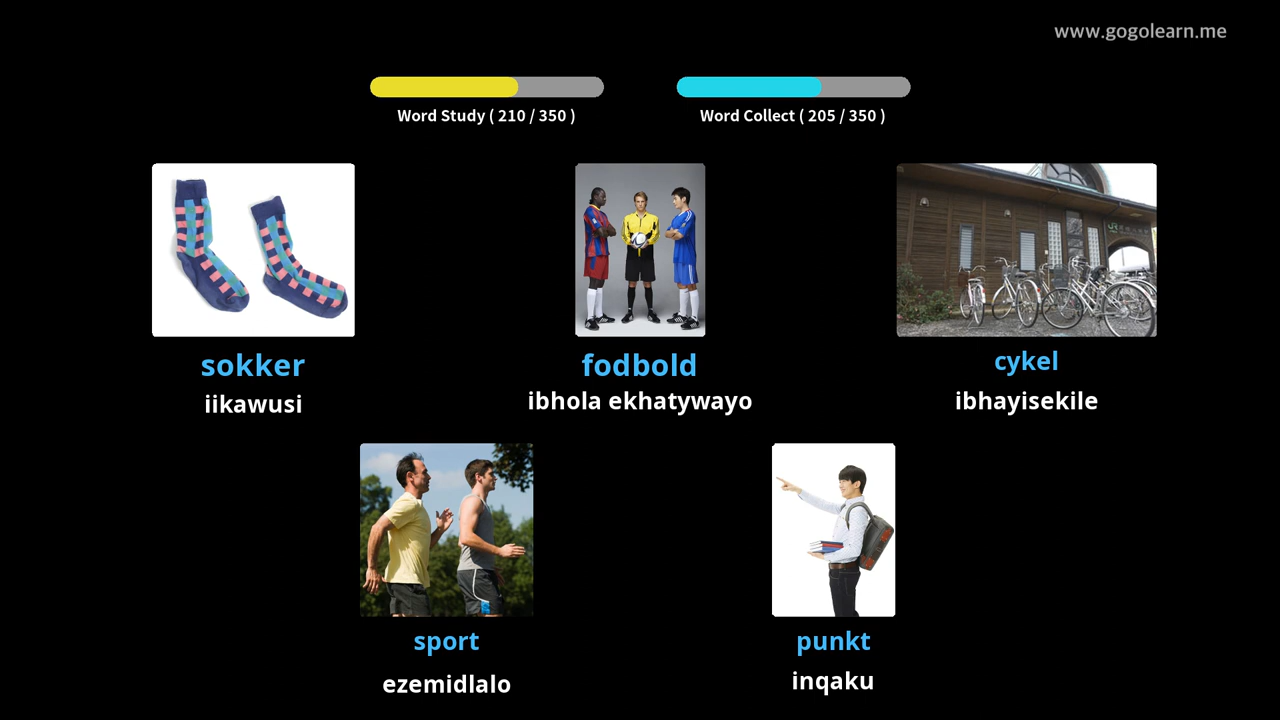 www.gogolearn.me
Word Study ( 210 / 350 )
Word Collect ( 205 / 350 )
sokker
iikawusi
fodbold
ibhola ekhatywayo
cykel
ibhayisekile
sport
ezemidlalo
punkt
inqaku